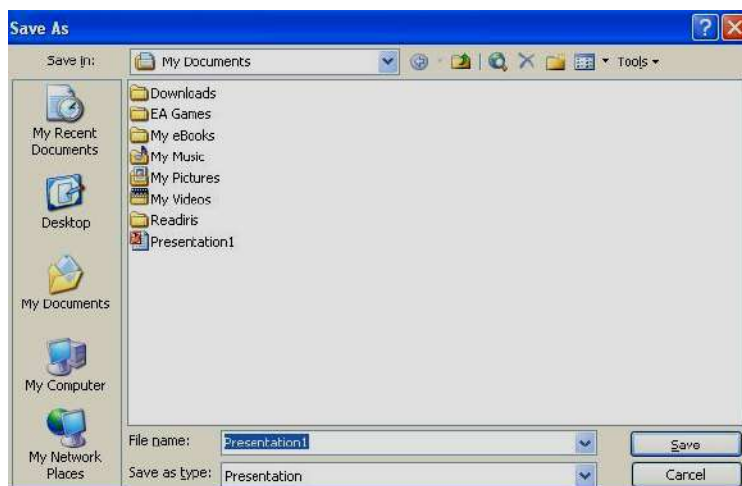 Save As
Save in:
My Documents
Tools
My Recent
Documents
Desktop
My Documents
My Computer
My Network
Places
Downloads
EA Games
My eBooks
My Music
My Pictures
My Videos
Readiris
Presentation1
File name:
Presentation1
Save
Save as type:
Presentation
Cancel